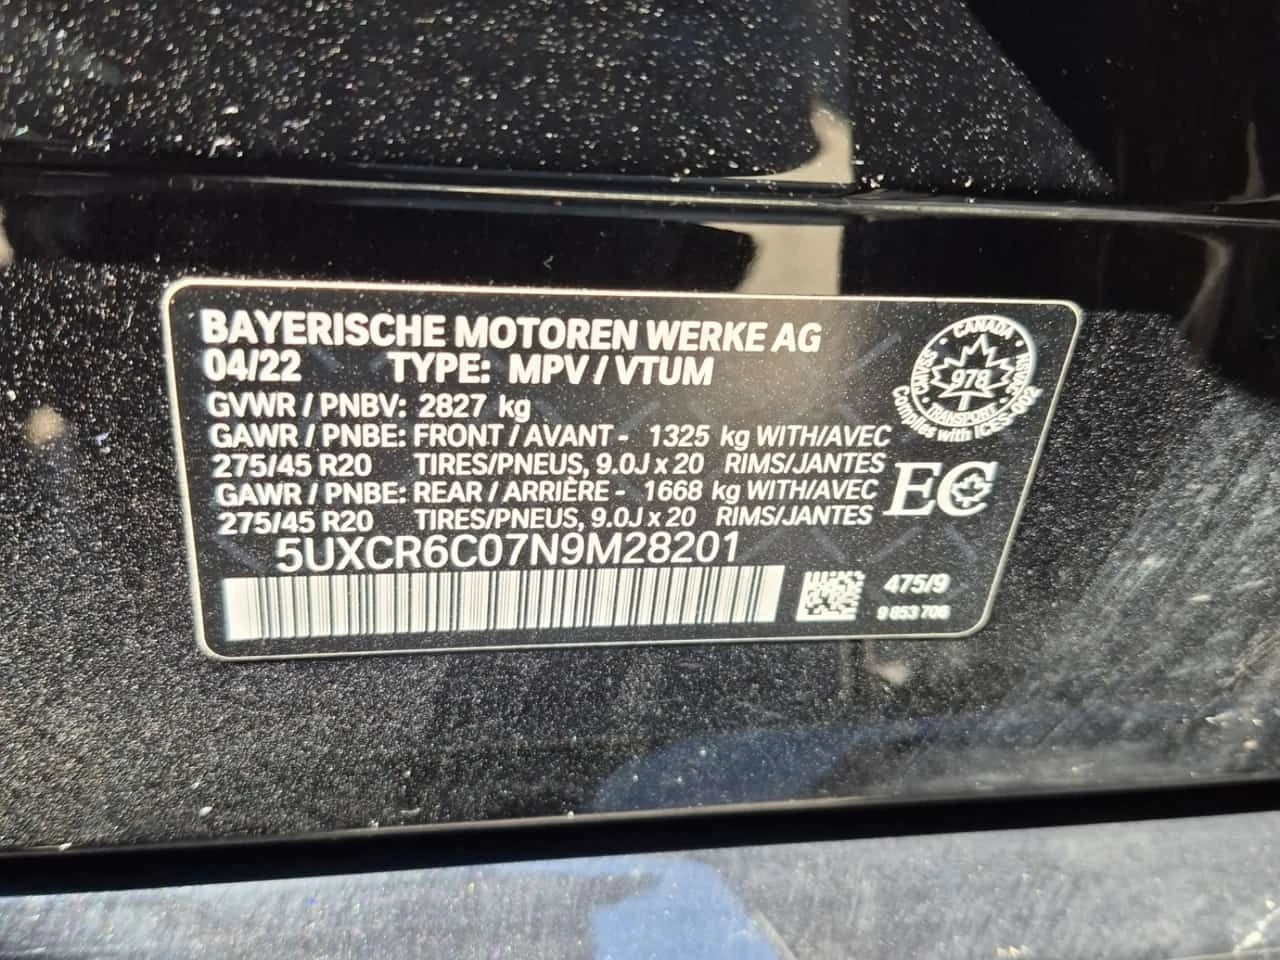 BAYERISCHE MOTOREN WERKE AG
04/22 TYPE: MPV / VTUM
GVWR / PNBV: 2827 kg
GAWR / PNBE: FRONT / AVANT - 1325 kg WITH/AVEC
275/45 R20 TIRES/PNEUS, 9.0J x 20 RIMS/JANTES
GAWR / PNBE: REAR / ARRIÈRE - 1668 kg WITH/AVEC
275/45 R20 TIRES/PNEUS, 9.0J x 20 RIMS/JANTES
5UXCR6C07N9M28201
CANADA
978
TRANSPORT
Complies with ICES-002
EC
475/9
9 853 706